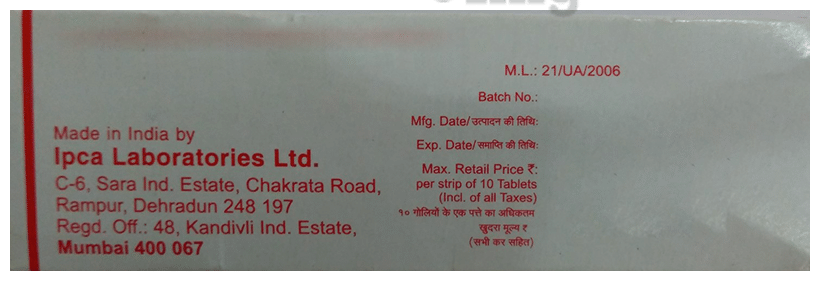 Made in India by
Ipca Laboratories Ltd.
C-6, Sara Ind. Estate, Chakrata Road,
Rampur, Dehradun 248 197
Regd. Off.: 48, Kandivli Ind. Estate,
Mumbai 400 067
M.L.: 21/UA/2006
Batch No.:
Mfg. Date/उत्पादन की तिथि:
Exp. Date/समाप्ति की तिथि:
Max. Retail Price ₹:
per strip of 10 Tablets
(Incl. of all Taxes)
१० गोलियों के एक पत्ते का अधिकतम
खुदरा मूल्य ₹
(सभी कर सहित)